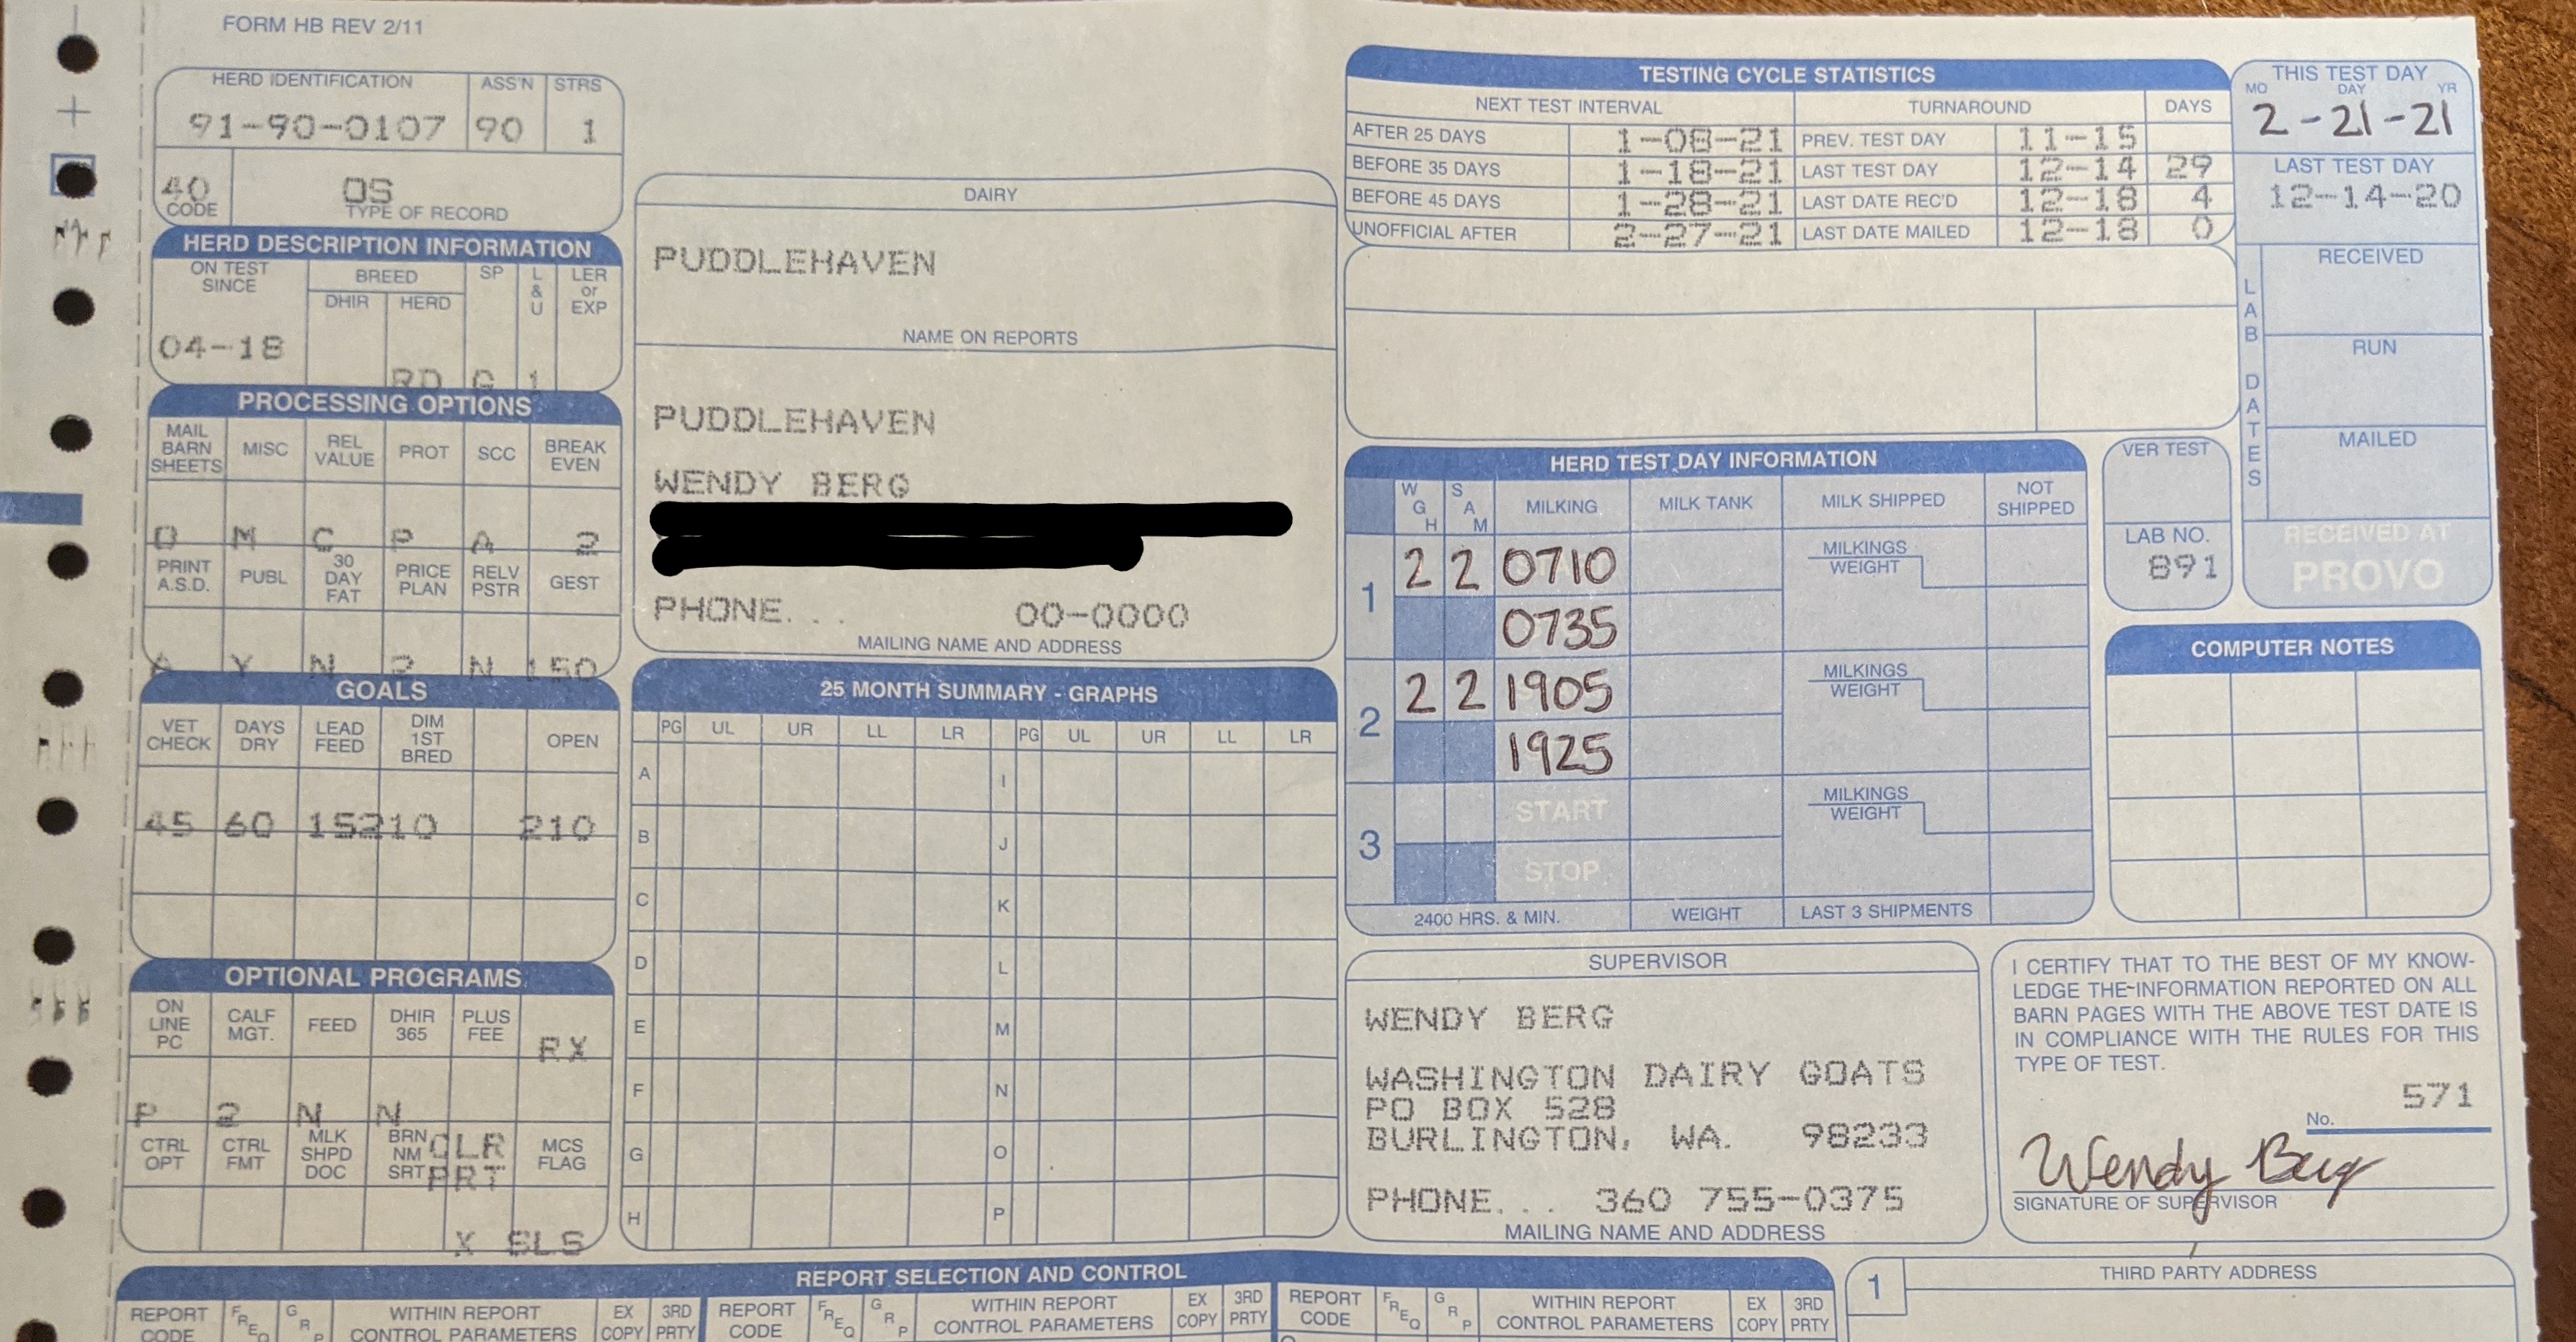 FORM HB REV 2/11
HERD IDENTIFICATION ASS'N STRS
91-90-0107 90 1
40 OS
CODE TYPE OF RECORD
HERD DESCRIPTION INFORMATION
ON TEST SINCE BREED SP L & U LER or EXP
DHIR HERD
04-18
RD G 1
PROCESSING OPTIONS
MAIL BARN SHEETS MISC REL VALUE PROT SCC BREAK EVEN
M C P A 2
PRINT A.S.D. PUBL 30 DAY FAT PRICE PLAN RELV PSTR GEST
A Y N 2 N 150
GOALS
VET CHECK DAYS DRY LEAD FEED DIM 1ST BRED OPEN
45 60 15210 210
OPTIONAL PROGRAMS
ON LINE PC CALF MGT. FEED DHIR 365 PLUS FEE
RX
P 2 N N
CTRL OPT CTRL FMT MLK SHPD DOC BRN NM SRT CLR PRT MCS FLAG
X SLS
DAIRY
PUDDLEHAVEN
NAME ON REPORTS
PUDDLEHAVEN
WENDY BERG
PHONE... 00-0000
MAILING NAME AND ADDRESS
25 MONTH SUMMARY - GRAPHS
PG UL UR LL LR PG UL UR LL LR
A I
B J
C K
D L
E M
F N
G O
H P
TESTING CYCLE STATISTICS
NEXT TEST INTERVAL TURNAROUND DAYS
AFTER 25 DAYS 1-08-21 PREV. TEST DAY 11-15
BEFORE 35 DAYS 1-18-21 LAST TEST DAY 12-14 29
BEFORE 45 DAYS 1-28-21 LAST DATE REC'D 12-18 4
UNOFFICIAL AFTER 2-27-21 LAST DATE MAILED 12-18 0
THIS TEST DAY
MO DAY YR
2-21-21
LAST TEST DAY
12-14-20
LAB DATES
RECEIVED
RUN
MAILED
RECEIVED AT
PROVO
HERD TEST DAY INFORMATION
WGH SAM MILKING MILK TANK MILK SHIPPED NOT SHIPPED
1 2 2 0710 MILKINGS WEIGHT
0735
2 2 2 1905 MILKINGS WEIGHT
1925
3 START MILKINGS WEIGHT
STOP
2400 HRS. & MIN. WEIGHT LAST 3 SHIPMENTS
VER TEST
LAB NO.
891
COMPUTER NOTES
SUPERVISOR
WENDY BERG
WASHINGTON DAIRY GOATS
PO BOX 528
BURLINGTON, WA. 98233
PHONE... 360 755-0375
MAILING NAME AND ADDRESS
I CERTIFY THAT TO THE BEST OF MY KNOW-
LEDGE THE INFORMATION REPORTED ON ALL
BARN PAGES WITH THE ABOVE TEST DATE IS
IN COMPLIANCE WITH THE RULES FOR THIS
TYPE OF TEST.
No. 571
Wendy Berg
SIGNATURE OF SUPERVISOR
REPORT SELECTION AND CONTROL
REPORT CODE FREQ GRP WITHIN REPORT CONTROL PARAMETERS EX COPY 3RD PRTY REPORT CODE FREQ GRP WITHIN REPORT CONTROL PARAMETERS EX COPY 3RD PRTY REPORT CODE FREQ GRP WITHIN REPORT CONTROL PARAMETERS EX COPY 3RD PRTY
1 THIRD PARTY ADDRESS